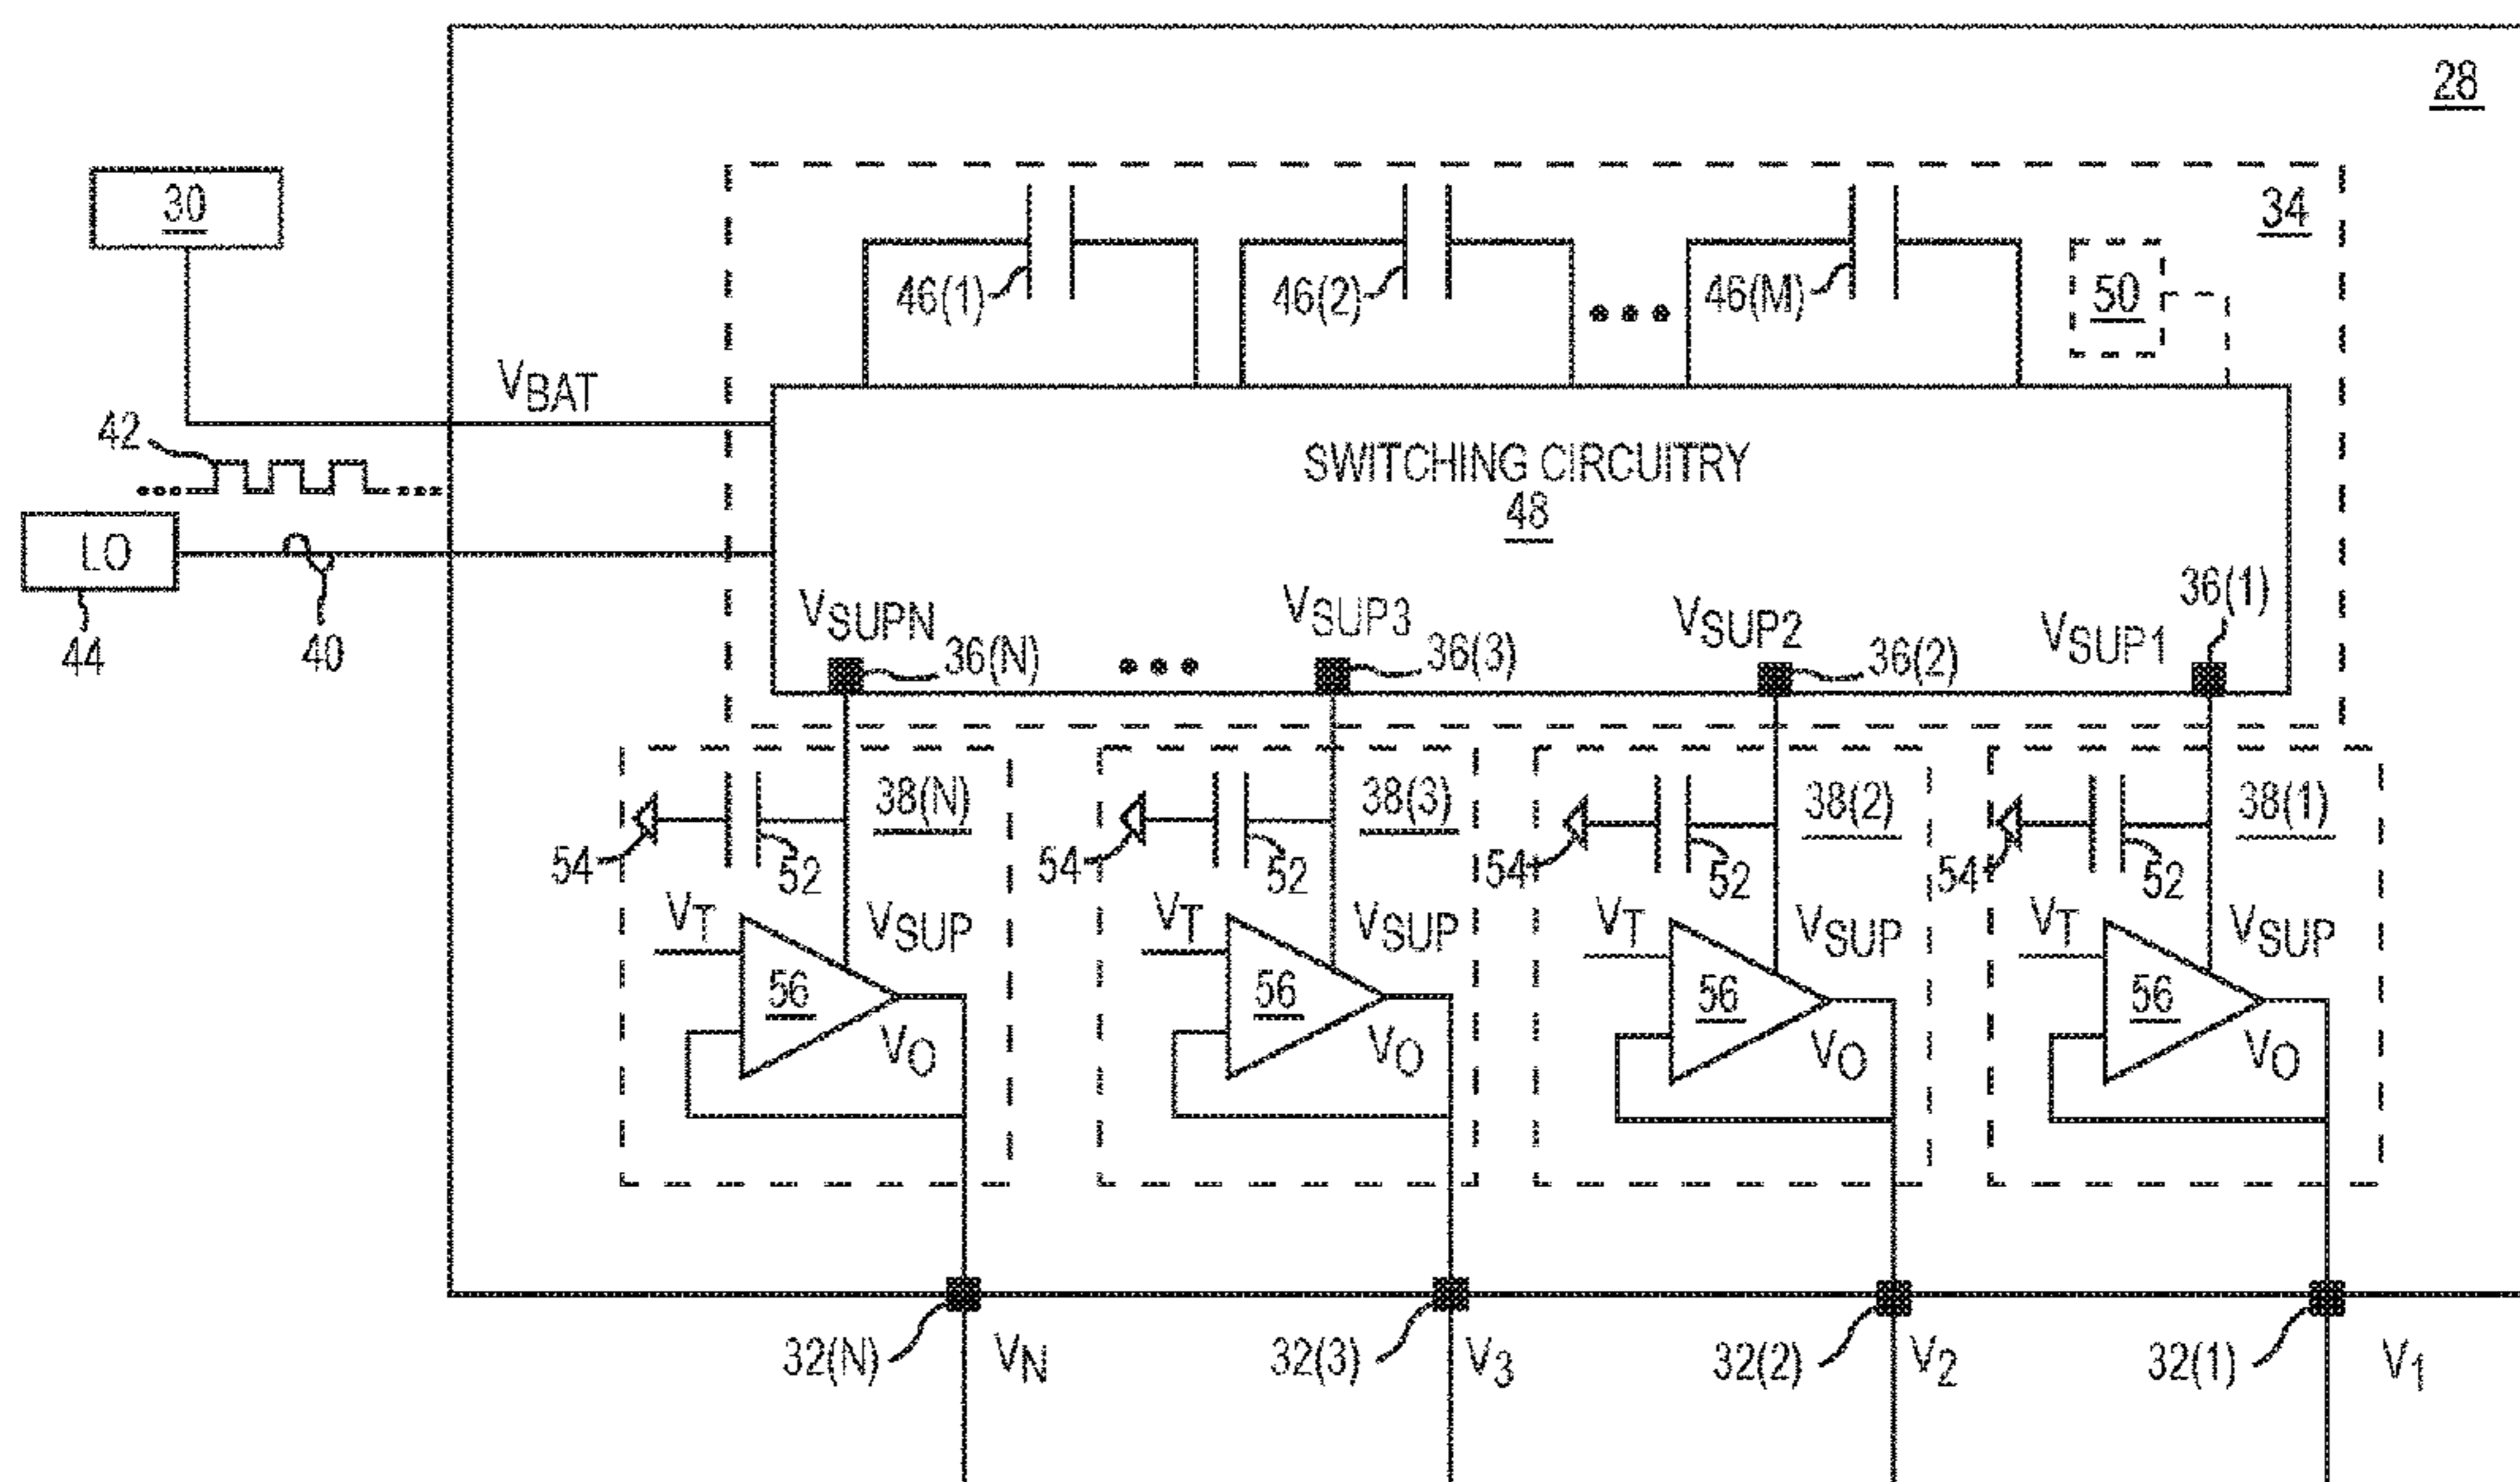 28
30
34
46(1)
46(2)
46(M)
50
VBAT
42
SWITCHING CIRCUITRY
48
LO
44
40
VSUPN
36(N)
VSUP3
36(3)
VSUP2
36(2)
VSUP1
36(1)
54
52
38(N)
54
52
38(3)
54
52
38(2)
54
52
38(1)
VT
VSUP
56
VO
VT
VSUP
56
VO
VT
VSUP
56
VO
VT
VSUP
56
VO
32(N)
VN
32(3)
V3
32(2)
V2
32(1)
V1